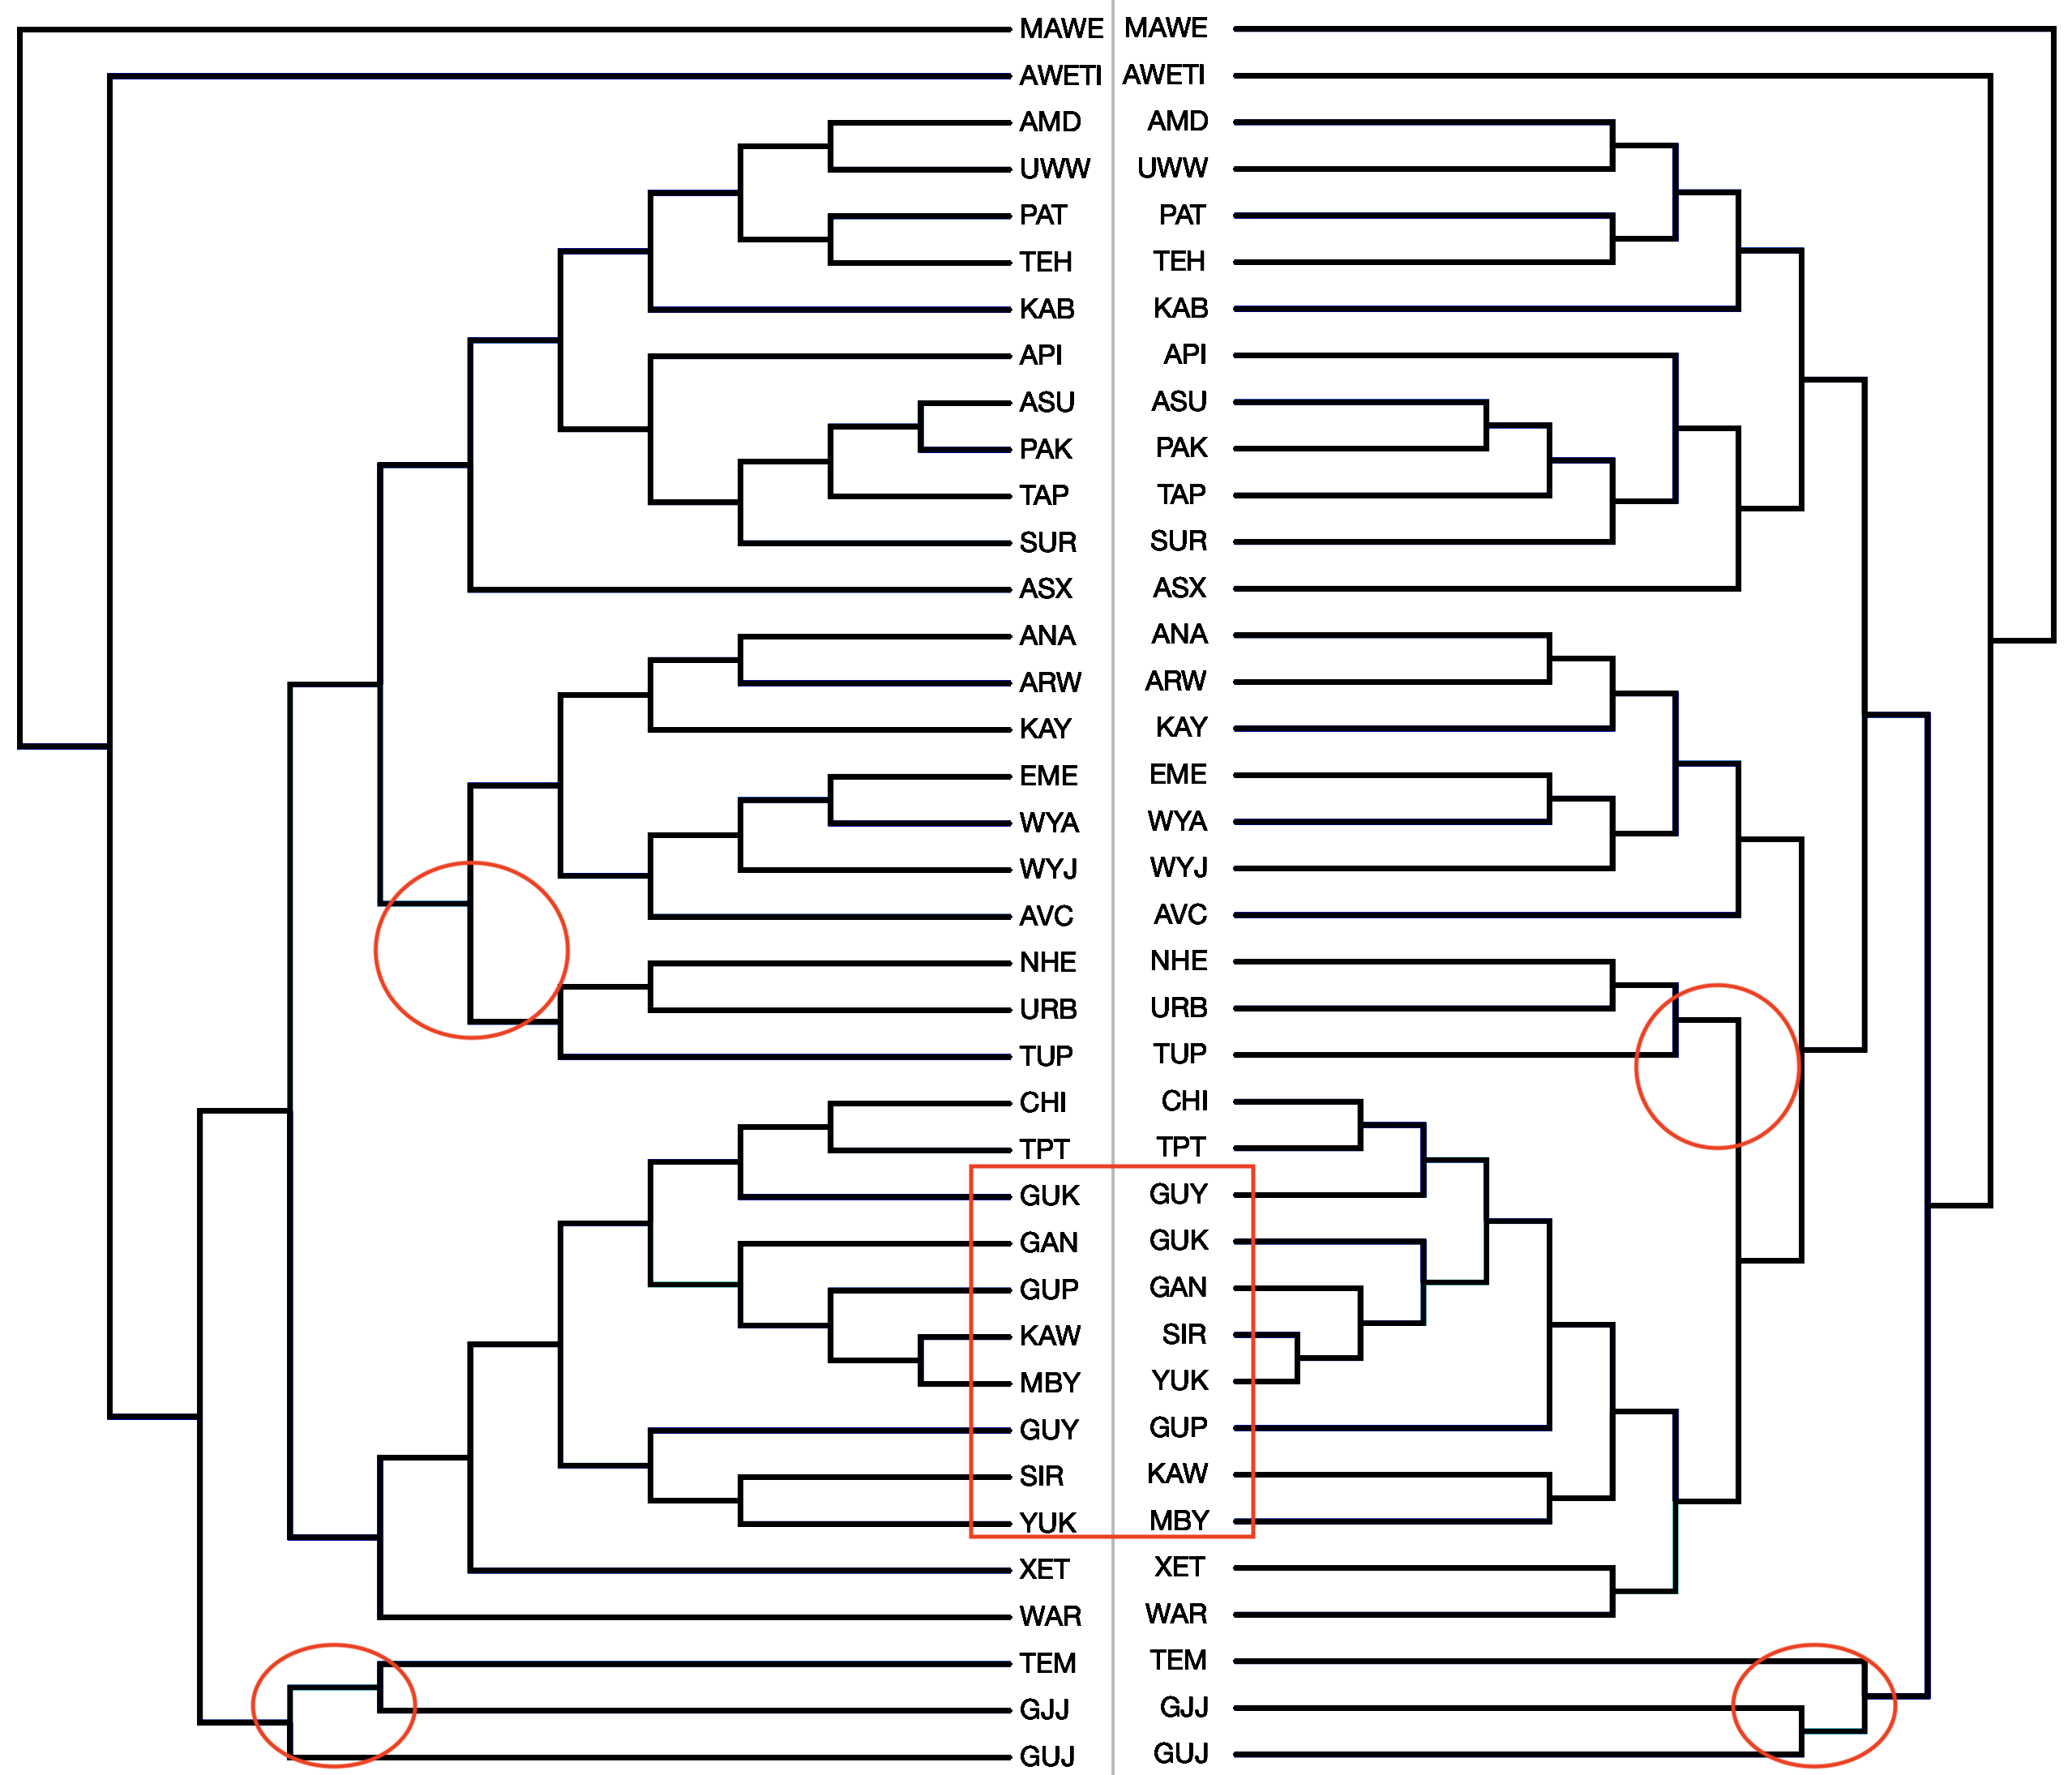 MAWE MAWE
AWETI AWETI
AMD AMD
UWW UWW
PAT PAT
TEH TEH
KAB KAB
API API
ASU ASU
PAK PAK
TAP TAP
SUR SUR
ASX ASX
ANA ANA
ARW ARW
KAY KAY
EME EME
WYA WYA
WYJ WYJ
AVC AVC
NHE NHE
URB URB
TUP TUP
CHI CHI
TPT TPT
GUK GUY
GAN GUK
GUP GAN
KAW SIR
MBY YUK
GUY GUP
SIR KAW
YUK MBY
XET XET
WAR WAR
TEM TEM
GJJ GJJ
GUJ GUJ